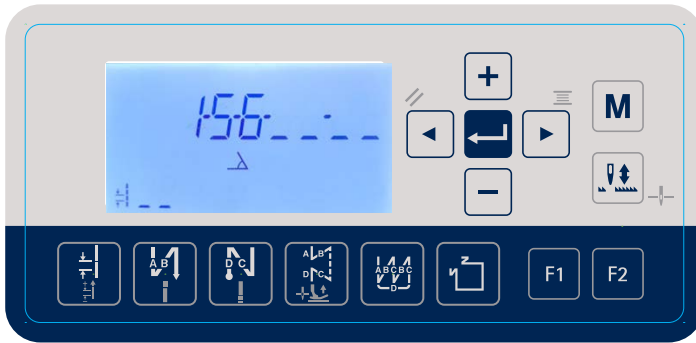 156_ _-_ _
_ _
+
M
−
A B
D C
A B
D C
ABCBC
D
F1
F2